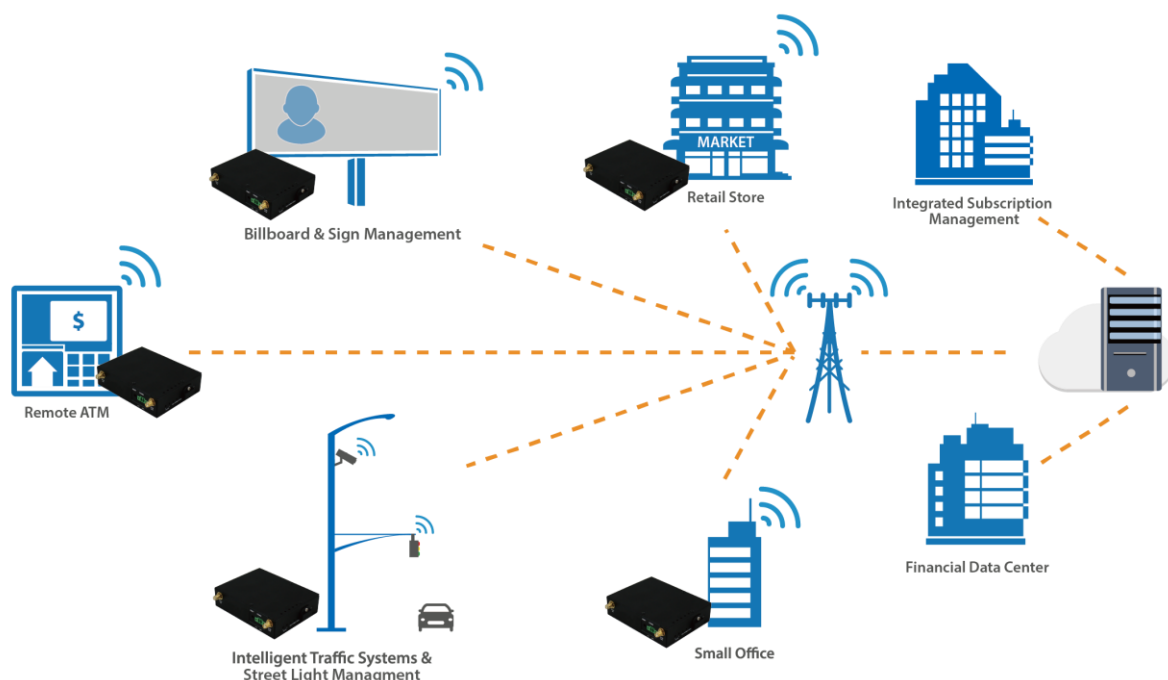 MARKET
Retail Store
Integrated Subscription
Management
Billboard & Sign Management
$
Remote ATM
Financial Data Center
Intelligent Traffic Systems &
Street Light Managment
Small Office